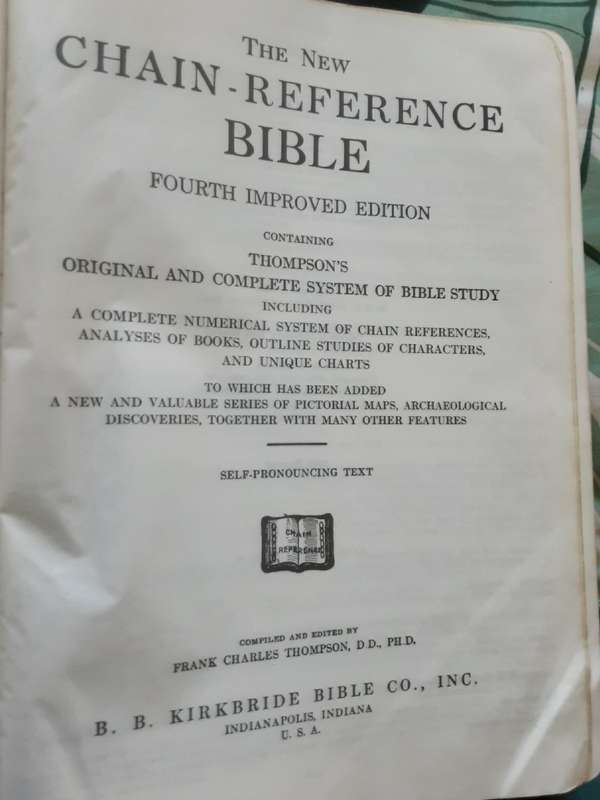 THE NEW
CHAIN-REFERENCE
BIBLE
FOURTH IMPROVED EDITION
CONTAINING
THOMPSON'S
ORIGINAL AND COMPLETE SYSTEM OF BIBLE STUDY
INCLUDING
A COMPLETE NUMERICAL SYSTEM OF CHAIN REFERENCES,
ANALYSES OF BOOKS, OUTLINE STUDIES OF CHARACTERS,
AND UNIQUE CHARTS
TO WHICH HAS BEEN ADDED
A NEW AND VALUABLE SERIES OF PICTORIAL MAPS, ARCHAEOLOGICAL
DISCOVERIES, TOGETHER WITH MANY OTHER FEATURES
SELF-PRONOUNCING TEXT
CHAIN
REFERENCE
COMPILED AND EDITED BY
FRANK CHARLES THOMPSON, D.D., PH.D.
B. B. KIRKBRIDE BIBLE CO., INC.
INDIANAPOLIS, INDIANA
U. S. A.